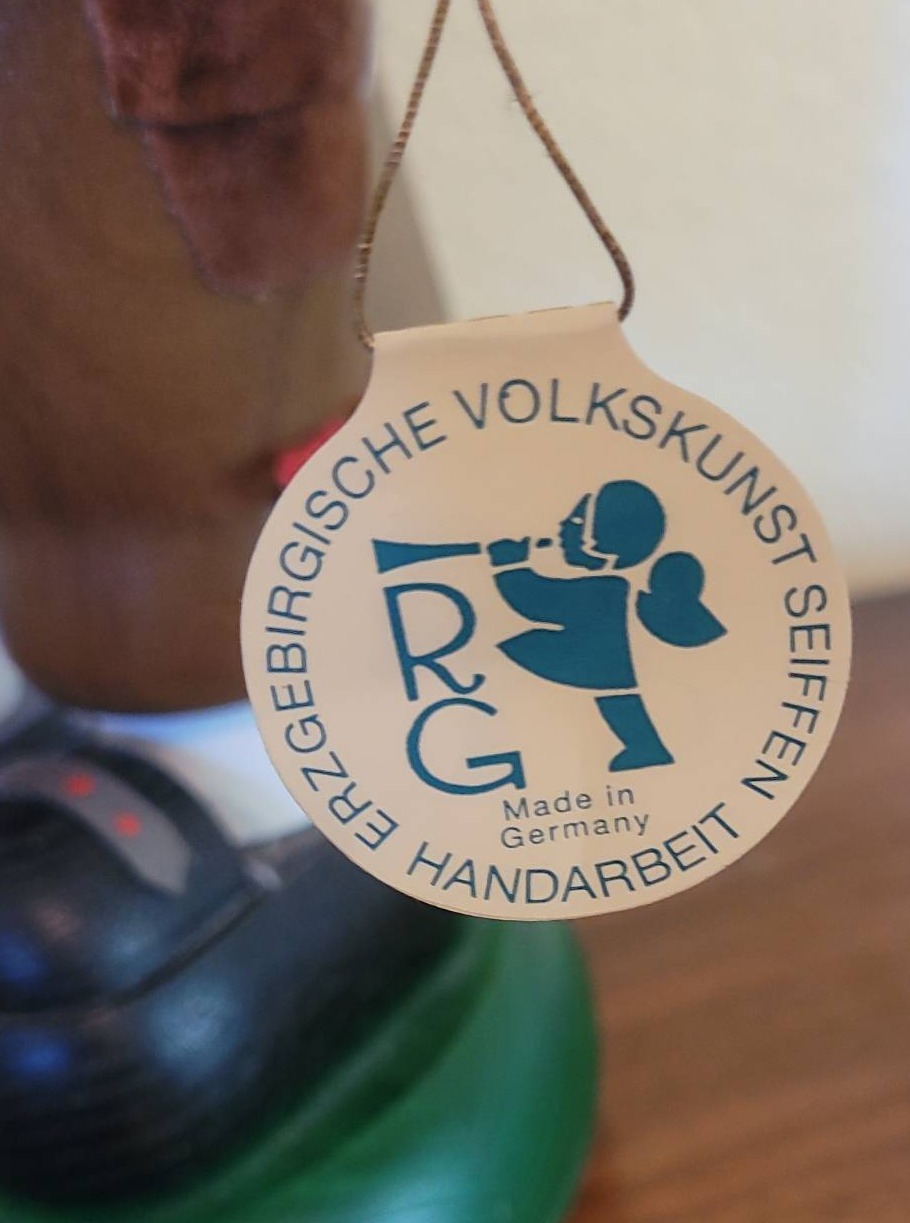 ERZGEBIRGISCHE VOLKSKUNST SEIFFEN
RG
Made in
Germany
HANDARBEIT